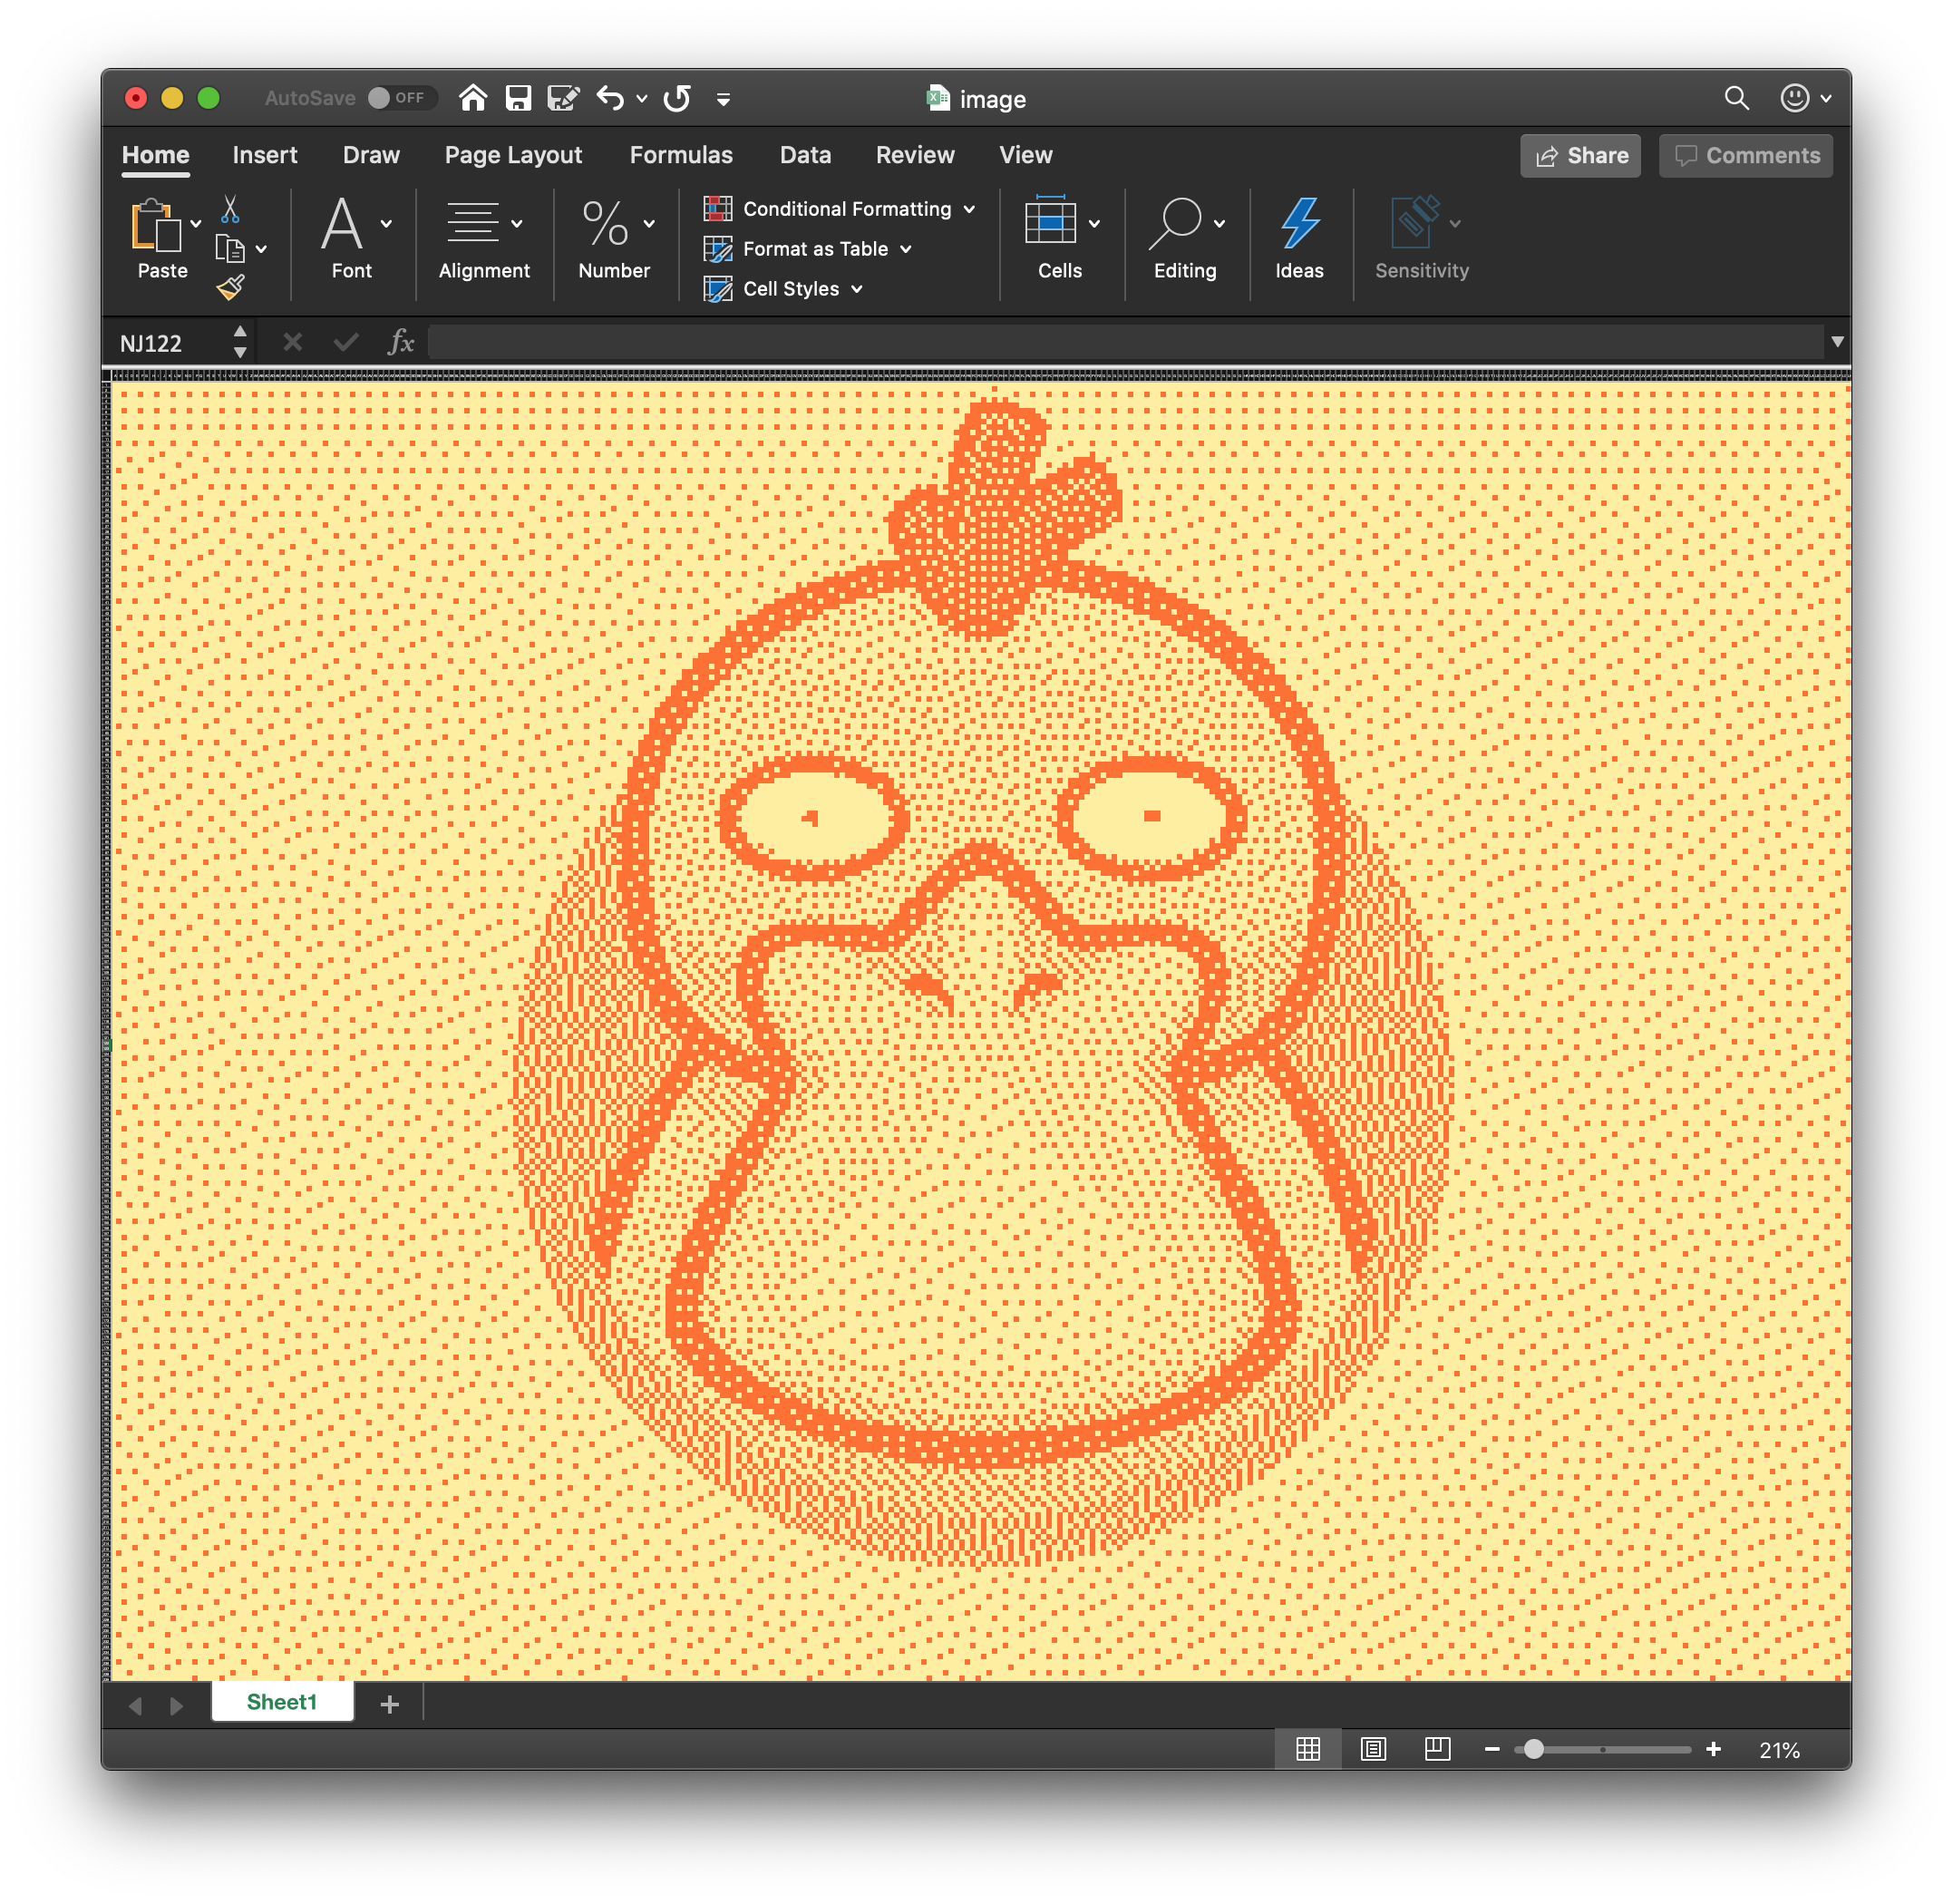 AutoSave OFF image
Home Insert Draw Page Layout Formulas Data Review View Share Comments
Paste Font Alignment Number Conditional Formatting Format as Table Cell Styles Cells Editing Ideas Sensitivity
NJ122 fx
Sheet1 +
21%